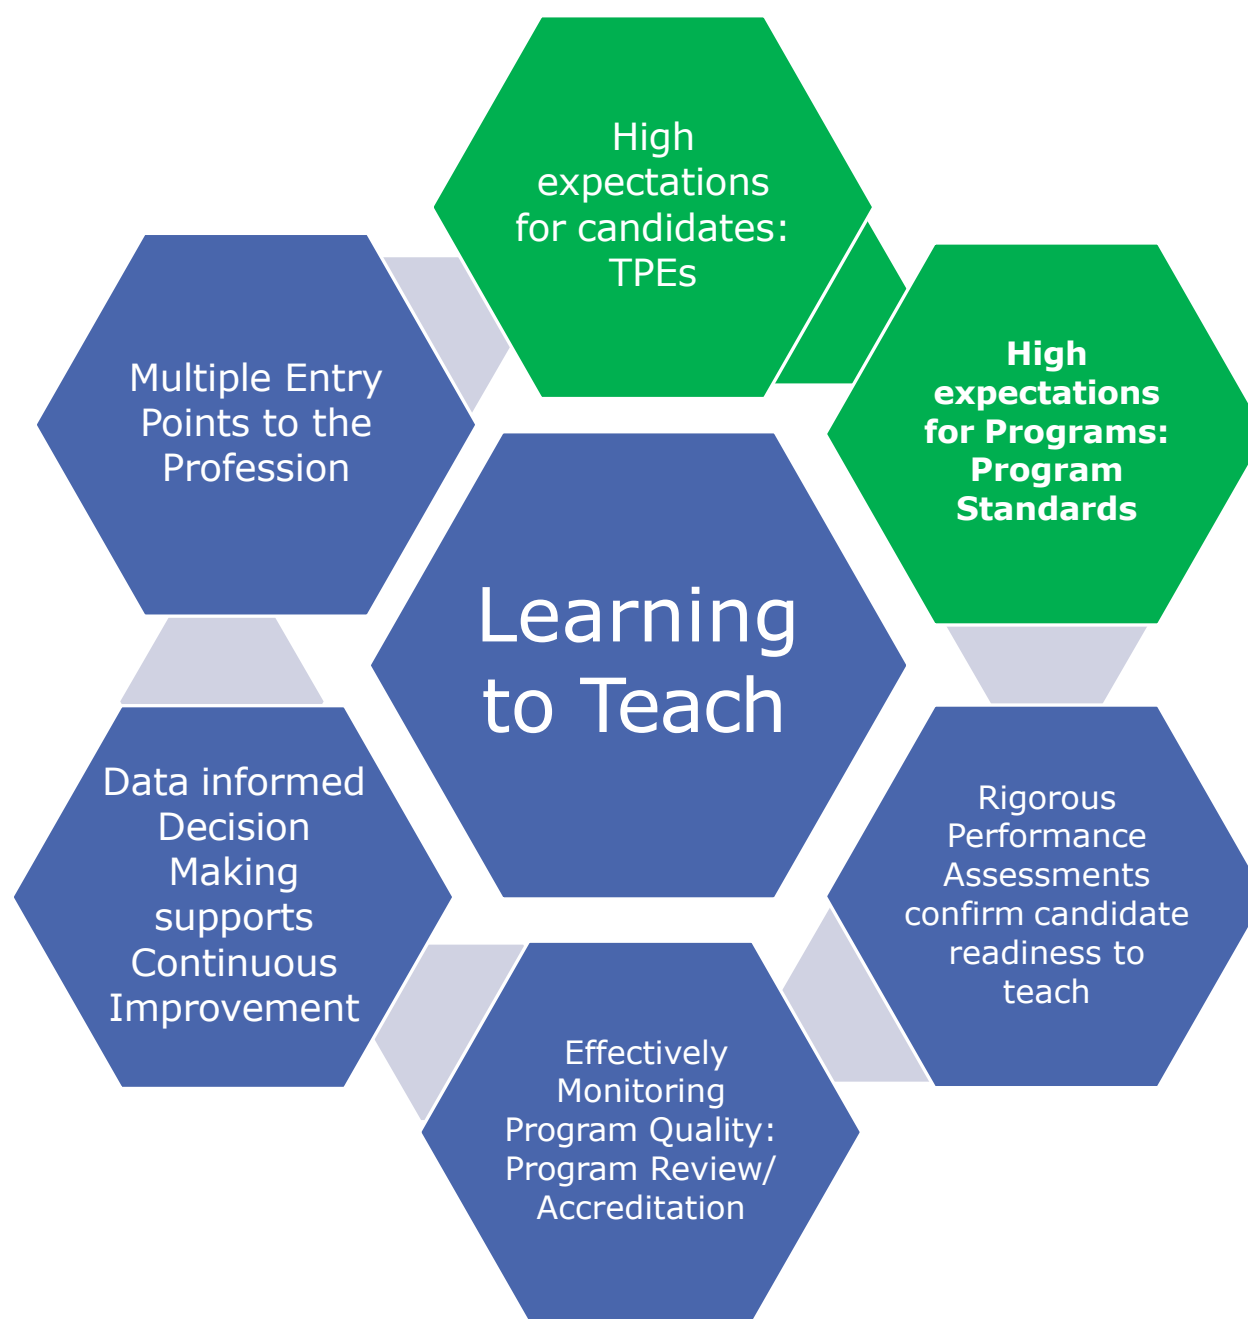 High
expectations
for candidates:
TPEs
High
expectations
for Programs:
Program
Standards
Multiple Entry
Points to the
Profession
Learning
to Teach
Data informed
Decision
Making
supports
Continuous
Improvement
Rigorous
Performance
Assessments
confirm candidate
readiness to
teach
Effectively
Monitoring
Program Quality:
Program Review/
Accreditation